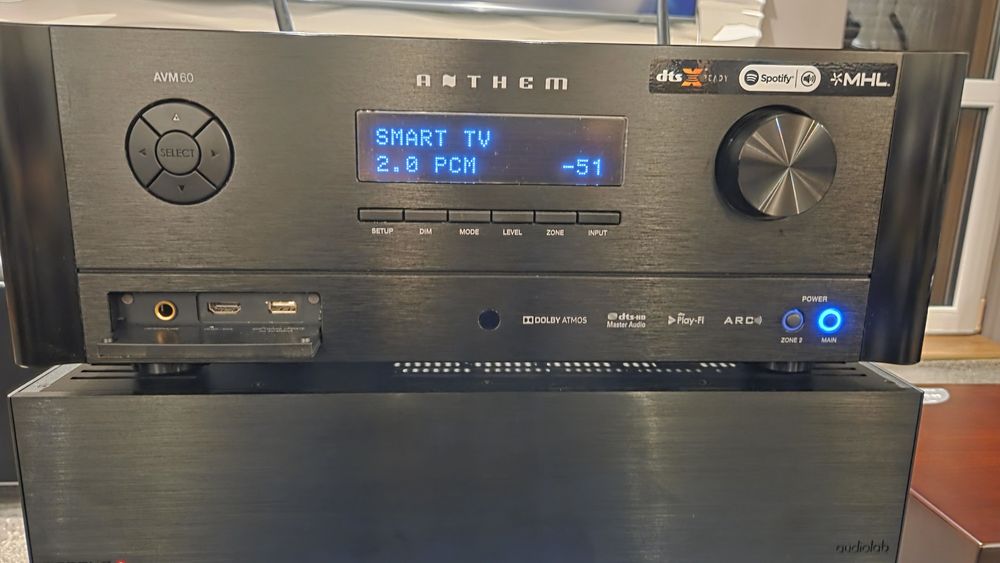 AVM60
ANTHEM
dts X READY
Spotify
MHL
SELECT
SMART TV
2.0 PCM -51
SETUP DIM MODE LEVEL ZONE INPUT
POWER
DOLBY ATMOS
dts-HD
Master Audio
Play-Fi
ARC
ZONE 2 MAIN
audiolab